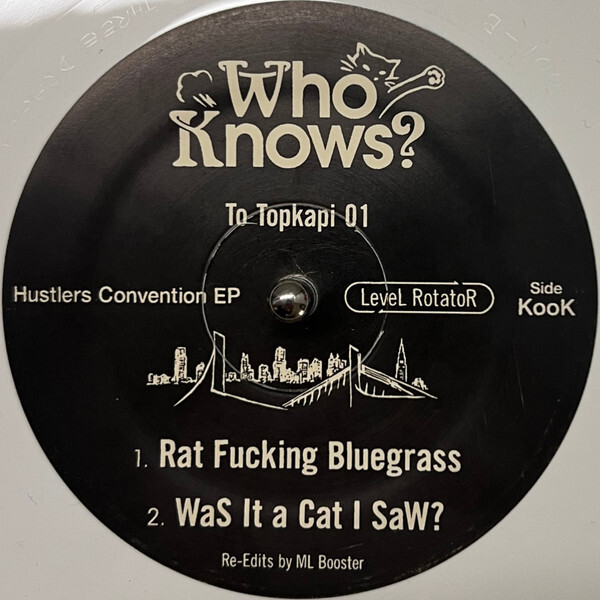 Who
Knows?
To Topkapi 01
Hustlers Convention EP
LeveL RotatoR
Side
KooK
1. Rat Fucking Bluegrass
2. WaS It a Cat I SaW?
Re-Edits by ML Booster